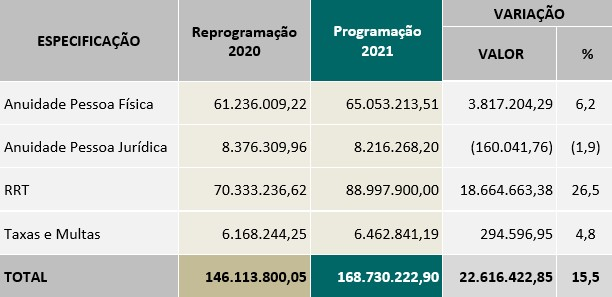 ESPECIFICAÇÃO Reprogramação 2020 Programação 2021 VARIAÇÃO
VALOR %
Anuidade Pessoa Física 61.236.009,22 65.053.213,51 3.817.204,29 6,2
Anuidade Pessoa Jurídica 8.376.309,96 8.216.268,20 (160.041,76) (1,9)
RRT 70.333.236,62 88.997.900,00 18.664.663,38 26,5
Taxas e Multas 6.168.244,25 6.462.841,19 294.596,95 4,8
TOTAL 146.113.800,05 168.730.222,90 22.616.422,85 15,5